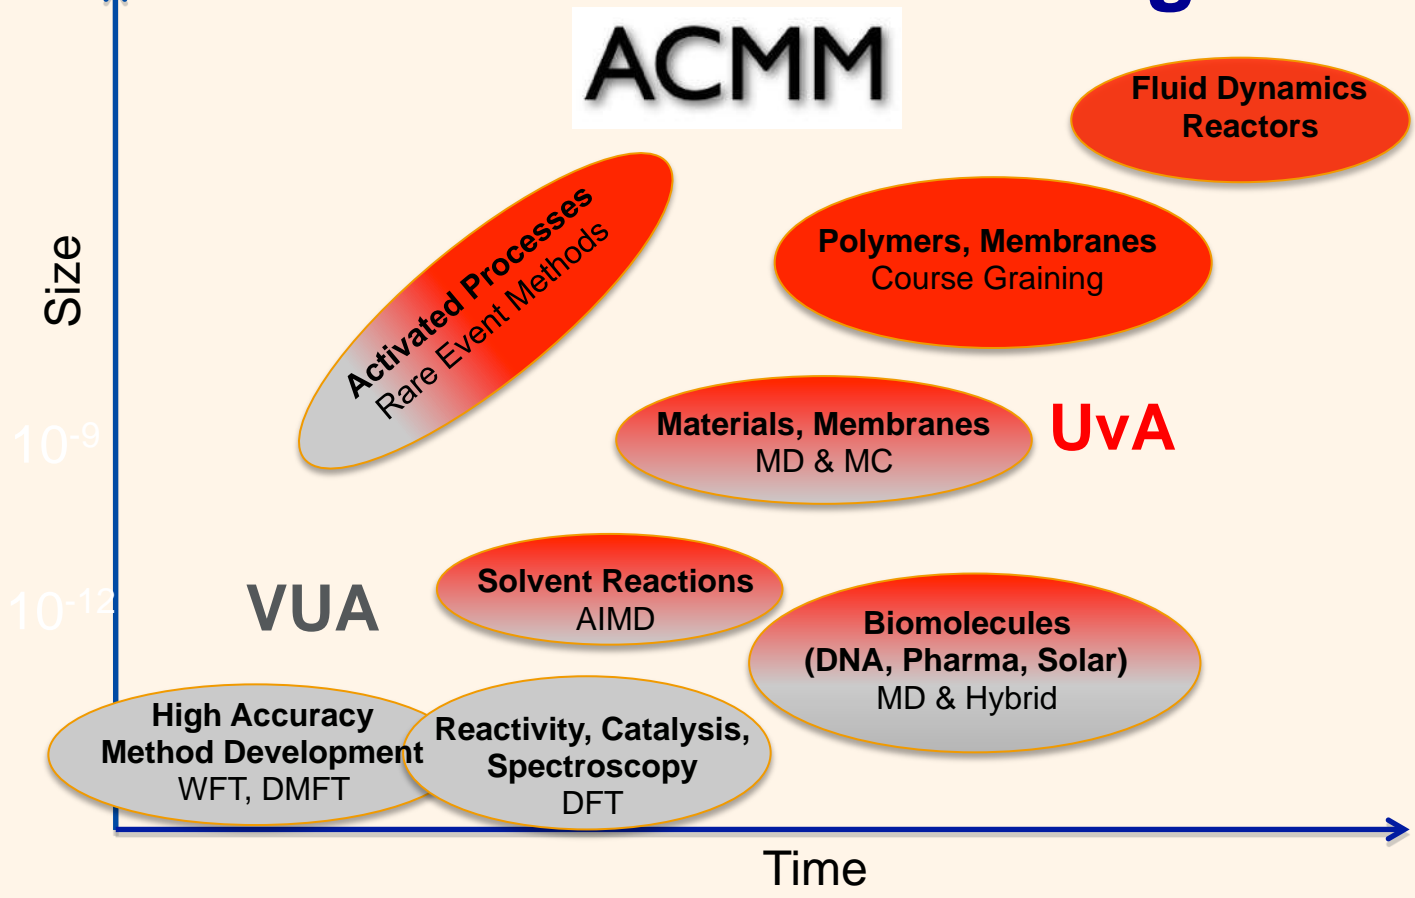 g
ACMM
Fluid Dynamics
Reactors
Activated Processes
Rare Event Methods
Polymers, Membranes
Course Graining
Size
Materials, Membranes
MD & MC
UvA
10-9
Solvent Reactions
AIMD
VUA
10-12
Biomolecules
(DNA, Pharma, Solar)
MD & Hybrid
High Accuracy
Method Development
WFT, DMFT
Reactivity, Catalysis,
Spectroscopy
DFT
Time